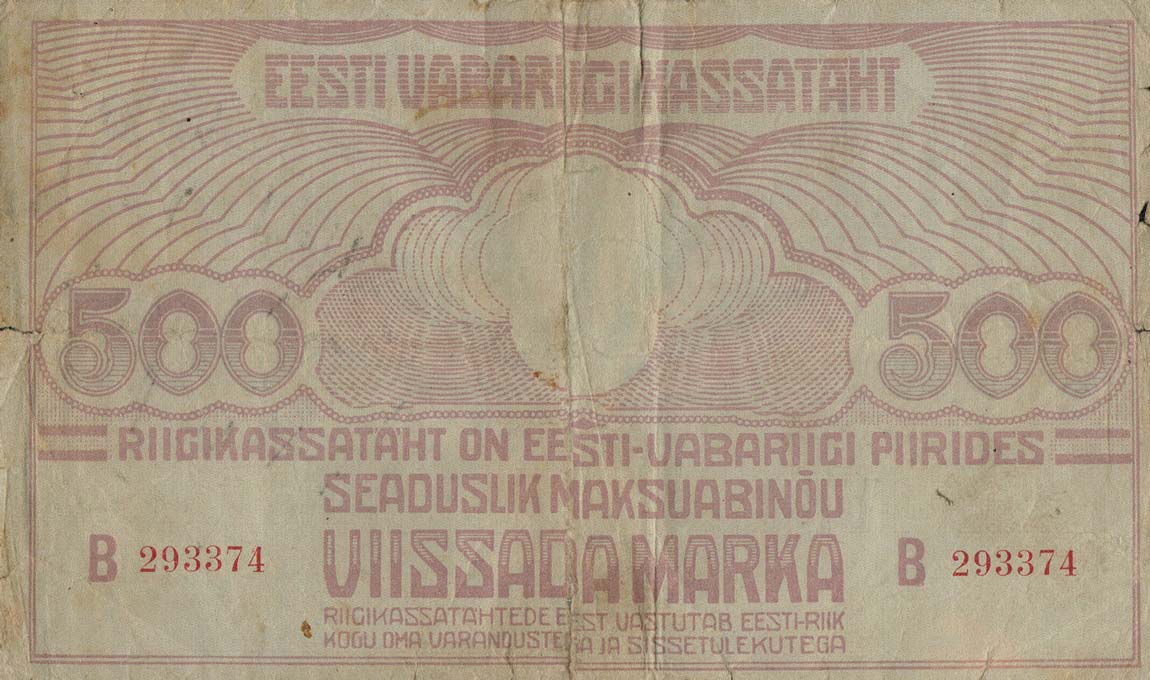 EESTI VABARIIGI KASSATÄHT
500 500
RIIGIKASSATÄHT ON EESTI-VABARIIGI PIIRIDES
SEADUSLIK MAKSUABINÕU
B 293374 VIISSADA MARKA B 293374
RIIGIKASSATÄHTEDE EEST VASTUTAB EESTI-RIIK
KOGU OMA VARANDUSTEGA JA SISSETULEKUTEGA